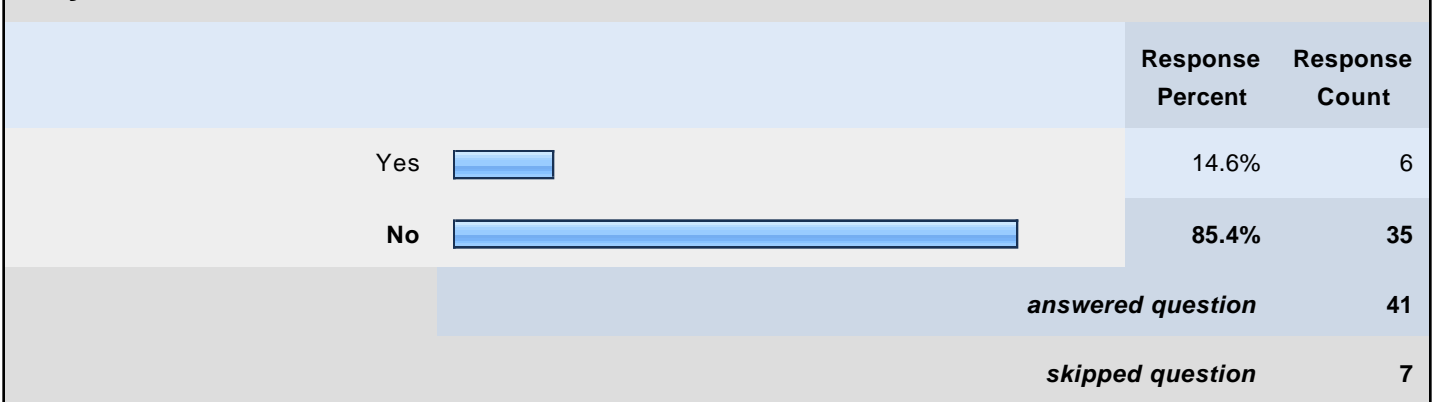 Response Percent Response Count
Yes 14.6% 6
No 85.4% 35
answered question 41
skipped question 7